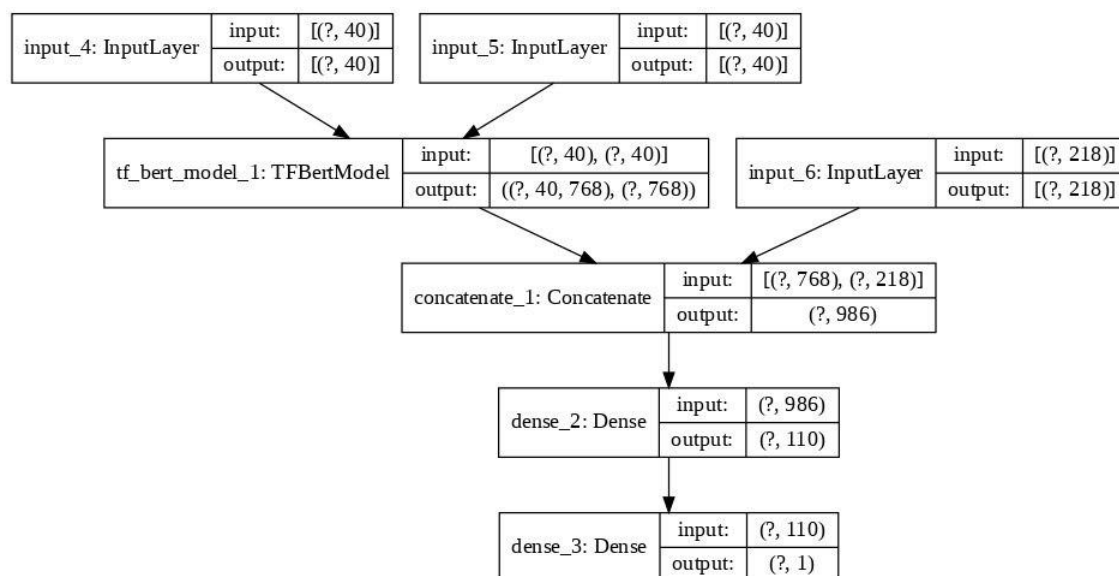 input_4: InputLayer
input: [(?, 40)]
output: [(?, 40)]
input_5: InputLayer
input: [(?, 40)]
output: [(?, 40)]
tf_bert_model_1: TFBertModel
input: [(?, 40), (?, 40)]
output: ((?, 40, 768), (?, 768))
input_6: InputLayer
input: [(?, 218)]
output: [(?, 218)]
concatenate_1: Concatenate
input: [(?, 768), (?, 218)]
output: (?, 986)
dense_2: Dense
input: (?, 986)
output: (?, 110)
dense_3: Dense
input: (?, 110)
output: (?, 1)